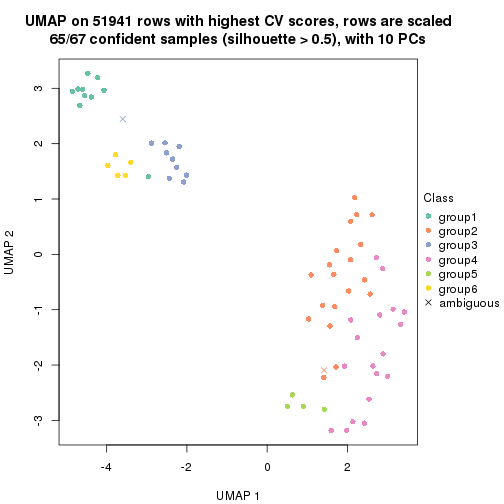 UMAP on 51941 rows with highest CV scores, rows are scaled
65/67 confident samples (silhouette > 0.5), with 10 PCs
3
2
1
0
-1
-2
-3
UMAP 2
-4
-2
0
2
UMAP 1
Class
group1
group2
group3
group4
group5
group6
ambiguous